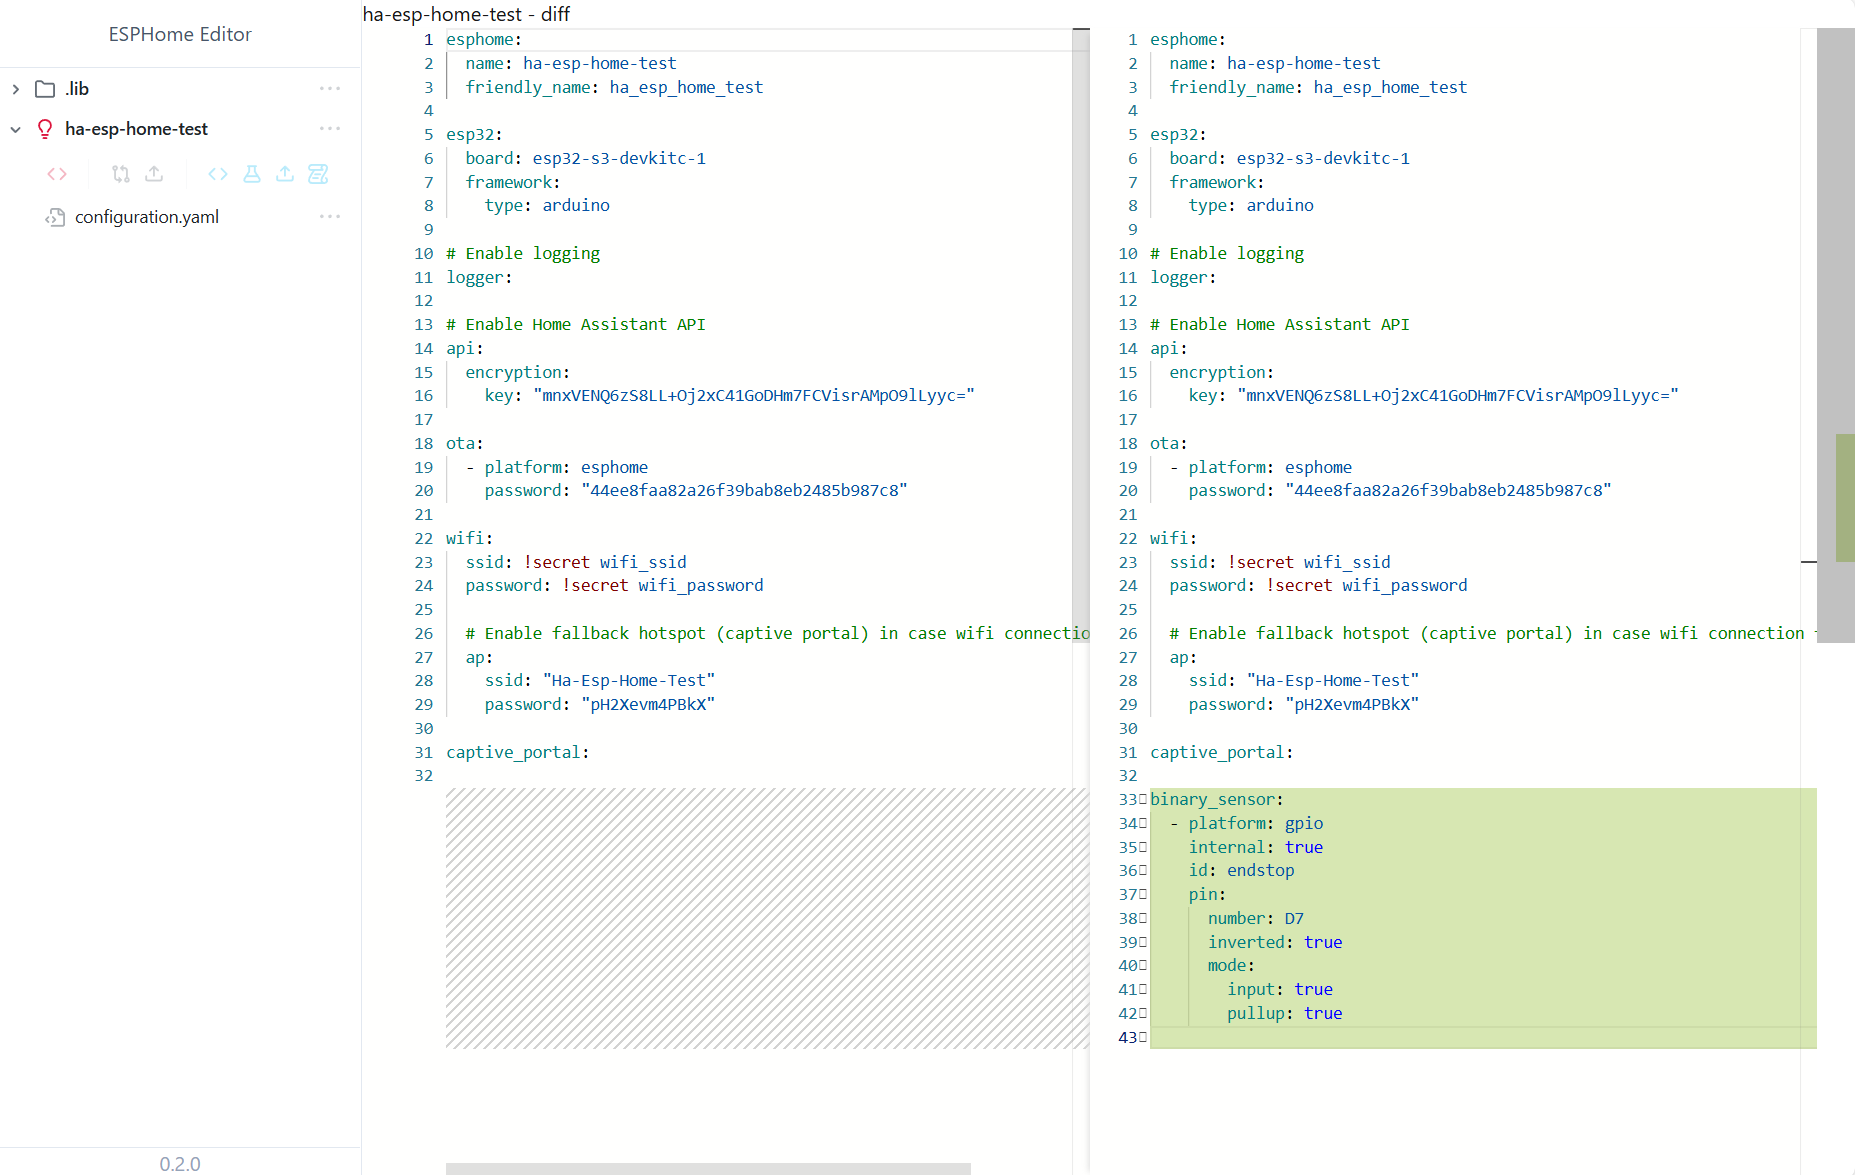 ESPHome Editor
.lib
ha-esp-home-test
configuration.yaml
0.2.0
ha-esp-home-test - diff
1 esphome:
2 name: ha-esp-home-test
3 friendly_name: ha_esp_home_test
4
5 esp32:
6 board: esp32-s3-devkitc-1
7 framework:
8 type: arduino
9
10 # Enable logging
11 logger:
12
13 # Enable Home Assistant API
14 api:
15 encryption:
16 key: "mnxVENQ6zS8LL+Oj2xC41GoDHm7FCVisrAMpO9lLyyc="
17
18 ota:
19 - platform: esphome
20 password: "44ee8faa82a26f39bab8eb2485b987c8"
21
22 wifi:
23 ssid: !secret wifi_ssid
24 password: !secret wifi_password
25
26 # Enable fallback hotspot (captive portal) in case wifi connectio
27 ap:
28 ssid: "Ha-Esp-Home-Test"
29 password: "pH2Xevm4PBkX"
30
31 captive_portal:
32
1 esphome:
2 name: ha-esp-home-test
3 friendly_name: ha_esp_home_test
4
5 esp32:
6 board: esp32-s3-devkitc-1
7 framework:
8 type: arduino
9
10 # Enable logging
11 logger:
12
13 # Enable Home Assistant API
14 api:
15 encryption:
16 key: "mnxVENQ6zS8LL+Oj2xC41GoDHm7FCVisrAMpO9lLyyc="
17
18 ota:
19 - platform: esphome
20 password: "44ee8faa82a26f39bab8eb2485b987c8"
21
22 wifi:
23 ssid: !secret wifi_ssid
24 password: !secret wifi_password
25
26 # Enable fallback hotspot (captive portal) in case wifi connection
27 ap:
28 ssid: "Ha-Esp-Home-Test"
29 password: "pH2Xevm4PBkX"
30
31 captive_portal:
32
33 binary_sensor:
34 - platform: gpio
35 internal: true
36 id: endstop
37 pin:
38 number: D7
39 inverted: true
40 mode:
41 input: true
42 pullup: true
43